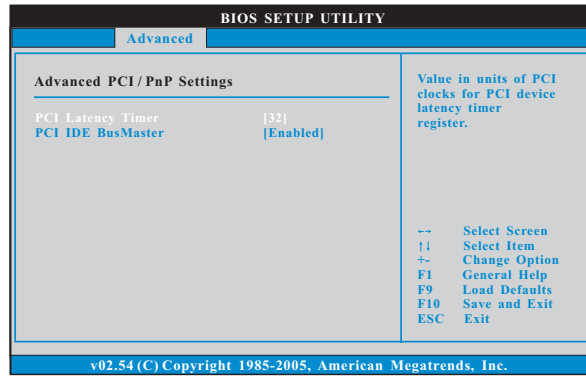 BIOS SETUP UTILITY
Advanced
Advanced PCI / PnP Settings
PCI Latency Timer [32]
PCI IDE BusMaster [Enabled]
Value in units of PCI
clocks for PCI device
latency timer
register.
←→ Select Screen
↑↓ Select Item
+- Change Option
F1 General Help
F9 Load Defaults
F10 Save and Exit
ESC Exit
v02.54 (C) Copyright 1985-2005, American Megatrends, Inc.